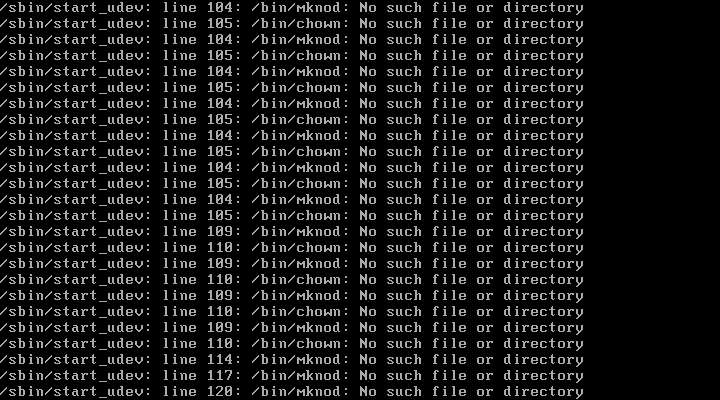 /sbin/start_udev: line 104: /bin/mknod: No such file or directory
/sbin/start_udev: line 105: /bin/chown: No such file or directory
/sbin/start_udev: line 104: /bin/mknod: No such file or directory
/sbin/start_udev: line 105: /bin/chown: No such file or directory
/sbin/start_udev: line 104: /bin/mknod: No such file or directory
/sbin/start_udev: line 105: /bin/chown: No such file or directory
/sbin/start_udev: line 104: /bin/mknod: No such file or directory
/sbin/start_udev: line 105: /bin/chown: No such file or directory
/sbin/start_udev: line 104: /bin/mknod: No such file or directory
/sbin/start_udev: line 105: /bin/chown: No such file or directory
/sbin/start_udev: line 104: /bin/mknod: No such file or directory
/sbin/start_udev: line 105: /bin/chown: No such file or directory
/sbin/start_udev: line 104: /bin/mknod: No such file or directory
/sbin/start_udev: line 105: /bin/chown: No such file or directory
/sbin/start_udev: line 109: /bin/mknod: No such file or directory
/sbin/start_udev: line 110: /bin/chown: No such file or directory
/sbin/start_udev: line 109: /bin/mknod: No such file or directory
/sbin/start_udev: line 110: /bin/chown: No such file or directory
/sbin/start_udev: line 109: /bin/mknod: No such file or directory
/sbin/start_udev: line 110: /bin/chown: No such file or directory
/sbin/start_udev: line 109: /bin/mknod: No such file or directory
/sbin/start_udev: line 110: /bin/chown: No such file or directory
/sbin/start_udev: line 114: /bin/mknod: No such file or directory
/sbin/start_udev: line 117: /bin/mknod: No such file or directory
/sbin/start_udev: line 120: /bin/mknod: No such file or directory